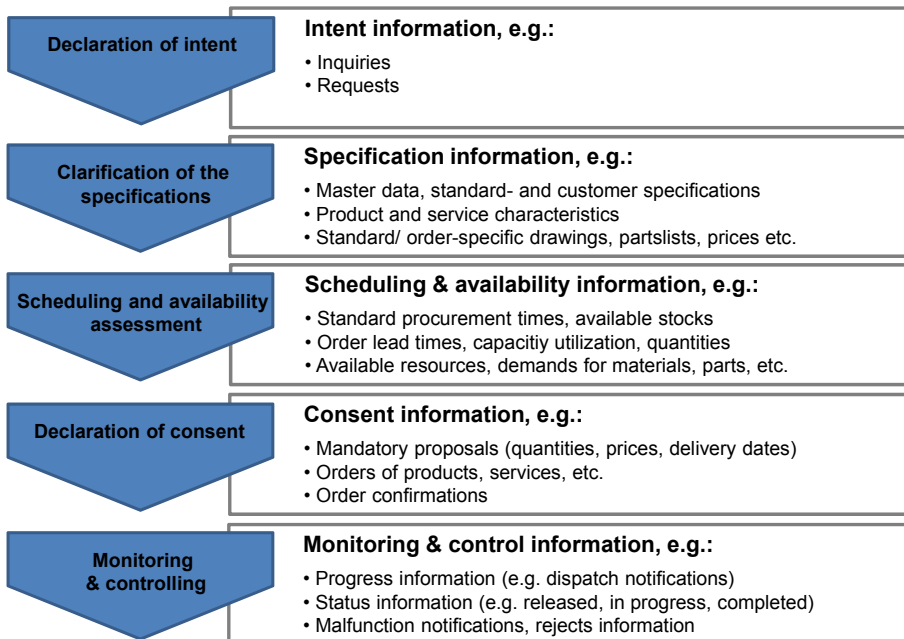 Declaration of intent
Intent information, e.g.:
• Inquiries
• Requests
Clarification of the
specifications
Specification information, e.g.:
• Master data, standard- and customer specifications
• Product and service characteristics
• Standard/ order-specific drawings, partslists, prices etc.
Scheduling and availability
assessment
Scheduling & availability information, e.g.:
• Standard procurement times, available stocks
• Order lead times, capacitiy utilization, quantities
• Available resources, demands for materials, parts, etc.
Declaration of consent
Consent information, e.g.:
• Mandatory proposals (quantities, prices, delivery dates)
• Orders of products, services, etc.
• Order confirmations
Monitoring
& controlling
Monitoring & control information, e.g.:
• Progress information (e.g. dispatch notifications)
• Status information (e.g. released, in progress, completed)
• Malfunction notifications, rejects information